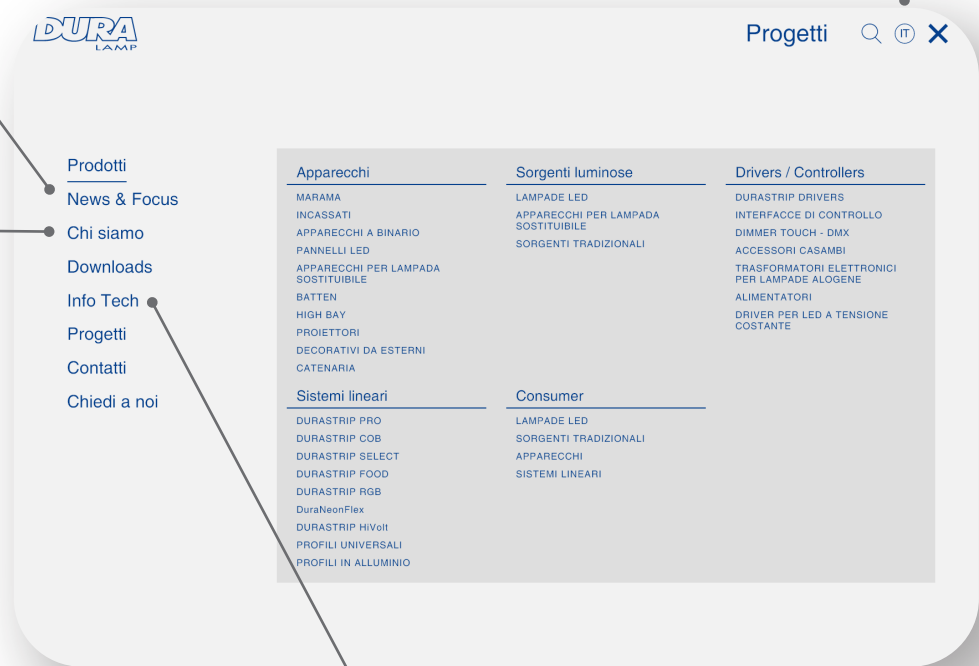 DURA
LAMP
Progetti
IT
Prodotti
News & Focus
Chi siamo
Downloads
Info Tech
Progetti
Contatti
Chiedi a noi
Apparecchi
MARAMA
INCASSATI
APPARECCHI A BINARIO
PANNELLI LED
APPARECCHI PER LAMPADA
SOSTITUIBILE
BATTEN
HIGH BAY
PROIETTORI
DECORATIVI DA ESTERNI
CATENARIA
Sorgenti luminose
LAMPADE LED
APPARECCHI PER LAMPADA
SOSTITUIBILE
SORGENTI TRADIZIONALI
Drivers / Controllers
DURASTRIP DRIVERS
INTERFACCE DI CONTROLLO
DIMMER TOUCH - DMX
ACCESSORI CASAMBI
TRASFORMATORI ELETTRONICI
PER LAMPADE ALOGENE
ALIMENTATORI
DRIVER PER LED A TENSIONE
COSTANTE
Sistemi lineari
DURASTRIP PRO
DURASTRIP COB
DURASTRIP SELECT
DURASTRIP FOOD
DURASTRIP RGB
DuraNeonFlex
DURASTRIP HiVolt
PROFILI UNIVERSALI
PROFILI IN ALLUMINIO
Consumer
LAMPADE LED
SORGENTI TRADIZIONALI
APPARECCHI
SISTEMI LINEARI